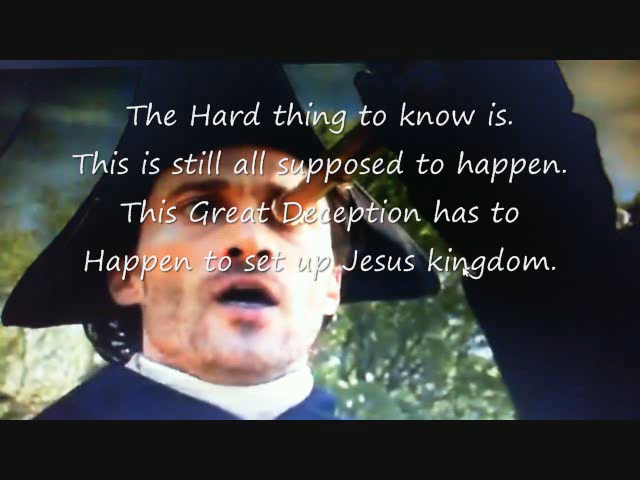 The Hard thing to know is.
This is still all supposed to happen.
This Great Deception has to
Happen to set up Jesus kingdom.